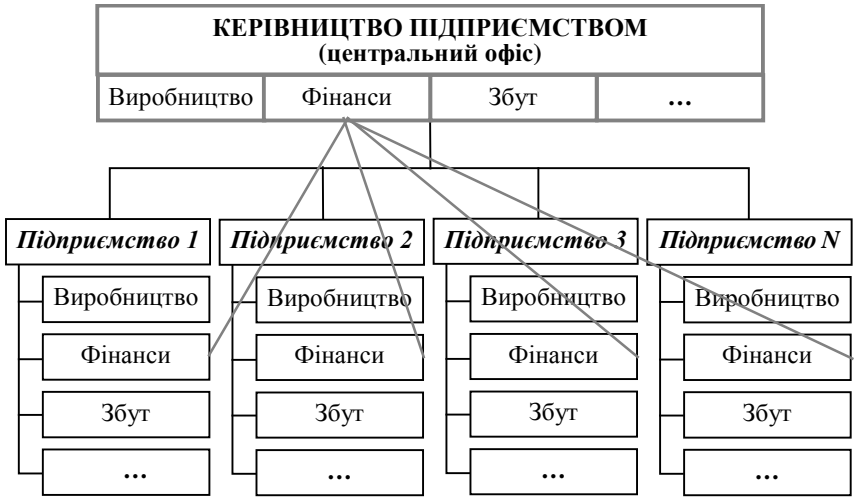 КЕРІВНИЦТВО ПІДПРИЄМСТВОМ
(центральний офіс)
Виробництво Фінанси Збут ...
Підприємство 1 Підприємство 2 Підприємство 3 Підприємство N
Виробництво Виробництво Виробництво Виробництво
Фінанси Фінанси Фінанси Фінанси
Збут Збут Збут Збут
... ... ... ...